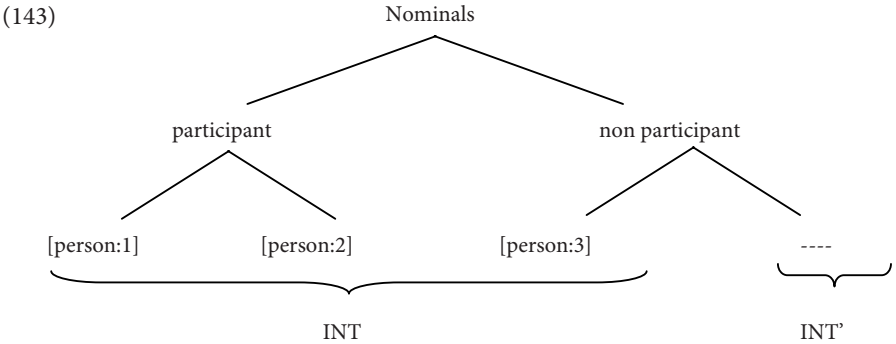 (143) Nominals
participant non participant
[person:1] [person:2] [person:3] ----
INT INT’